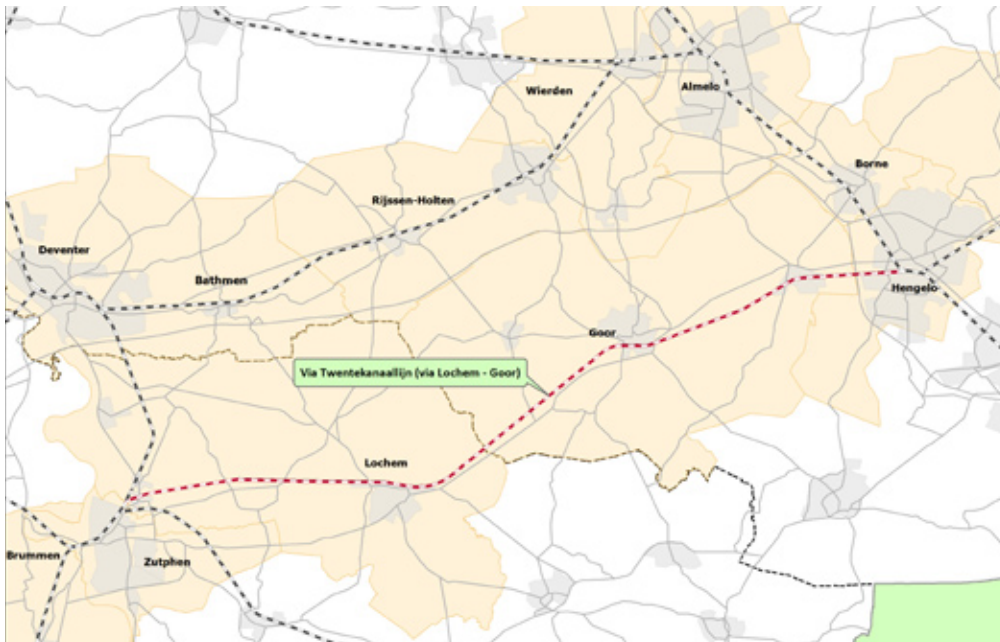 Wierden
Almelo
Borne
Rijssen-Holten
Deventer
Bathmen
Hengelo
Goor
Via Twentekanaallijn (via Lochem - Goor)
Lochem
Brummen
Zutphen